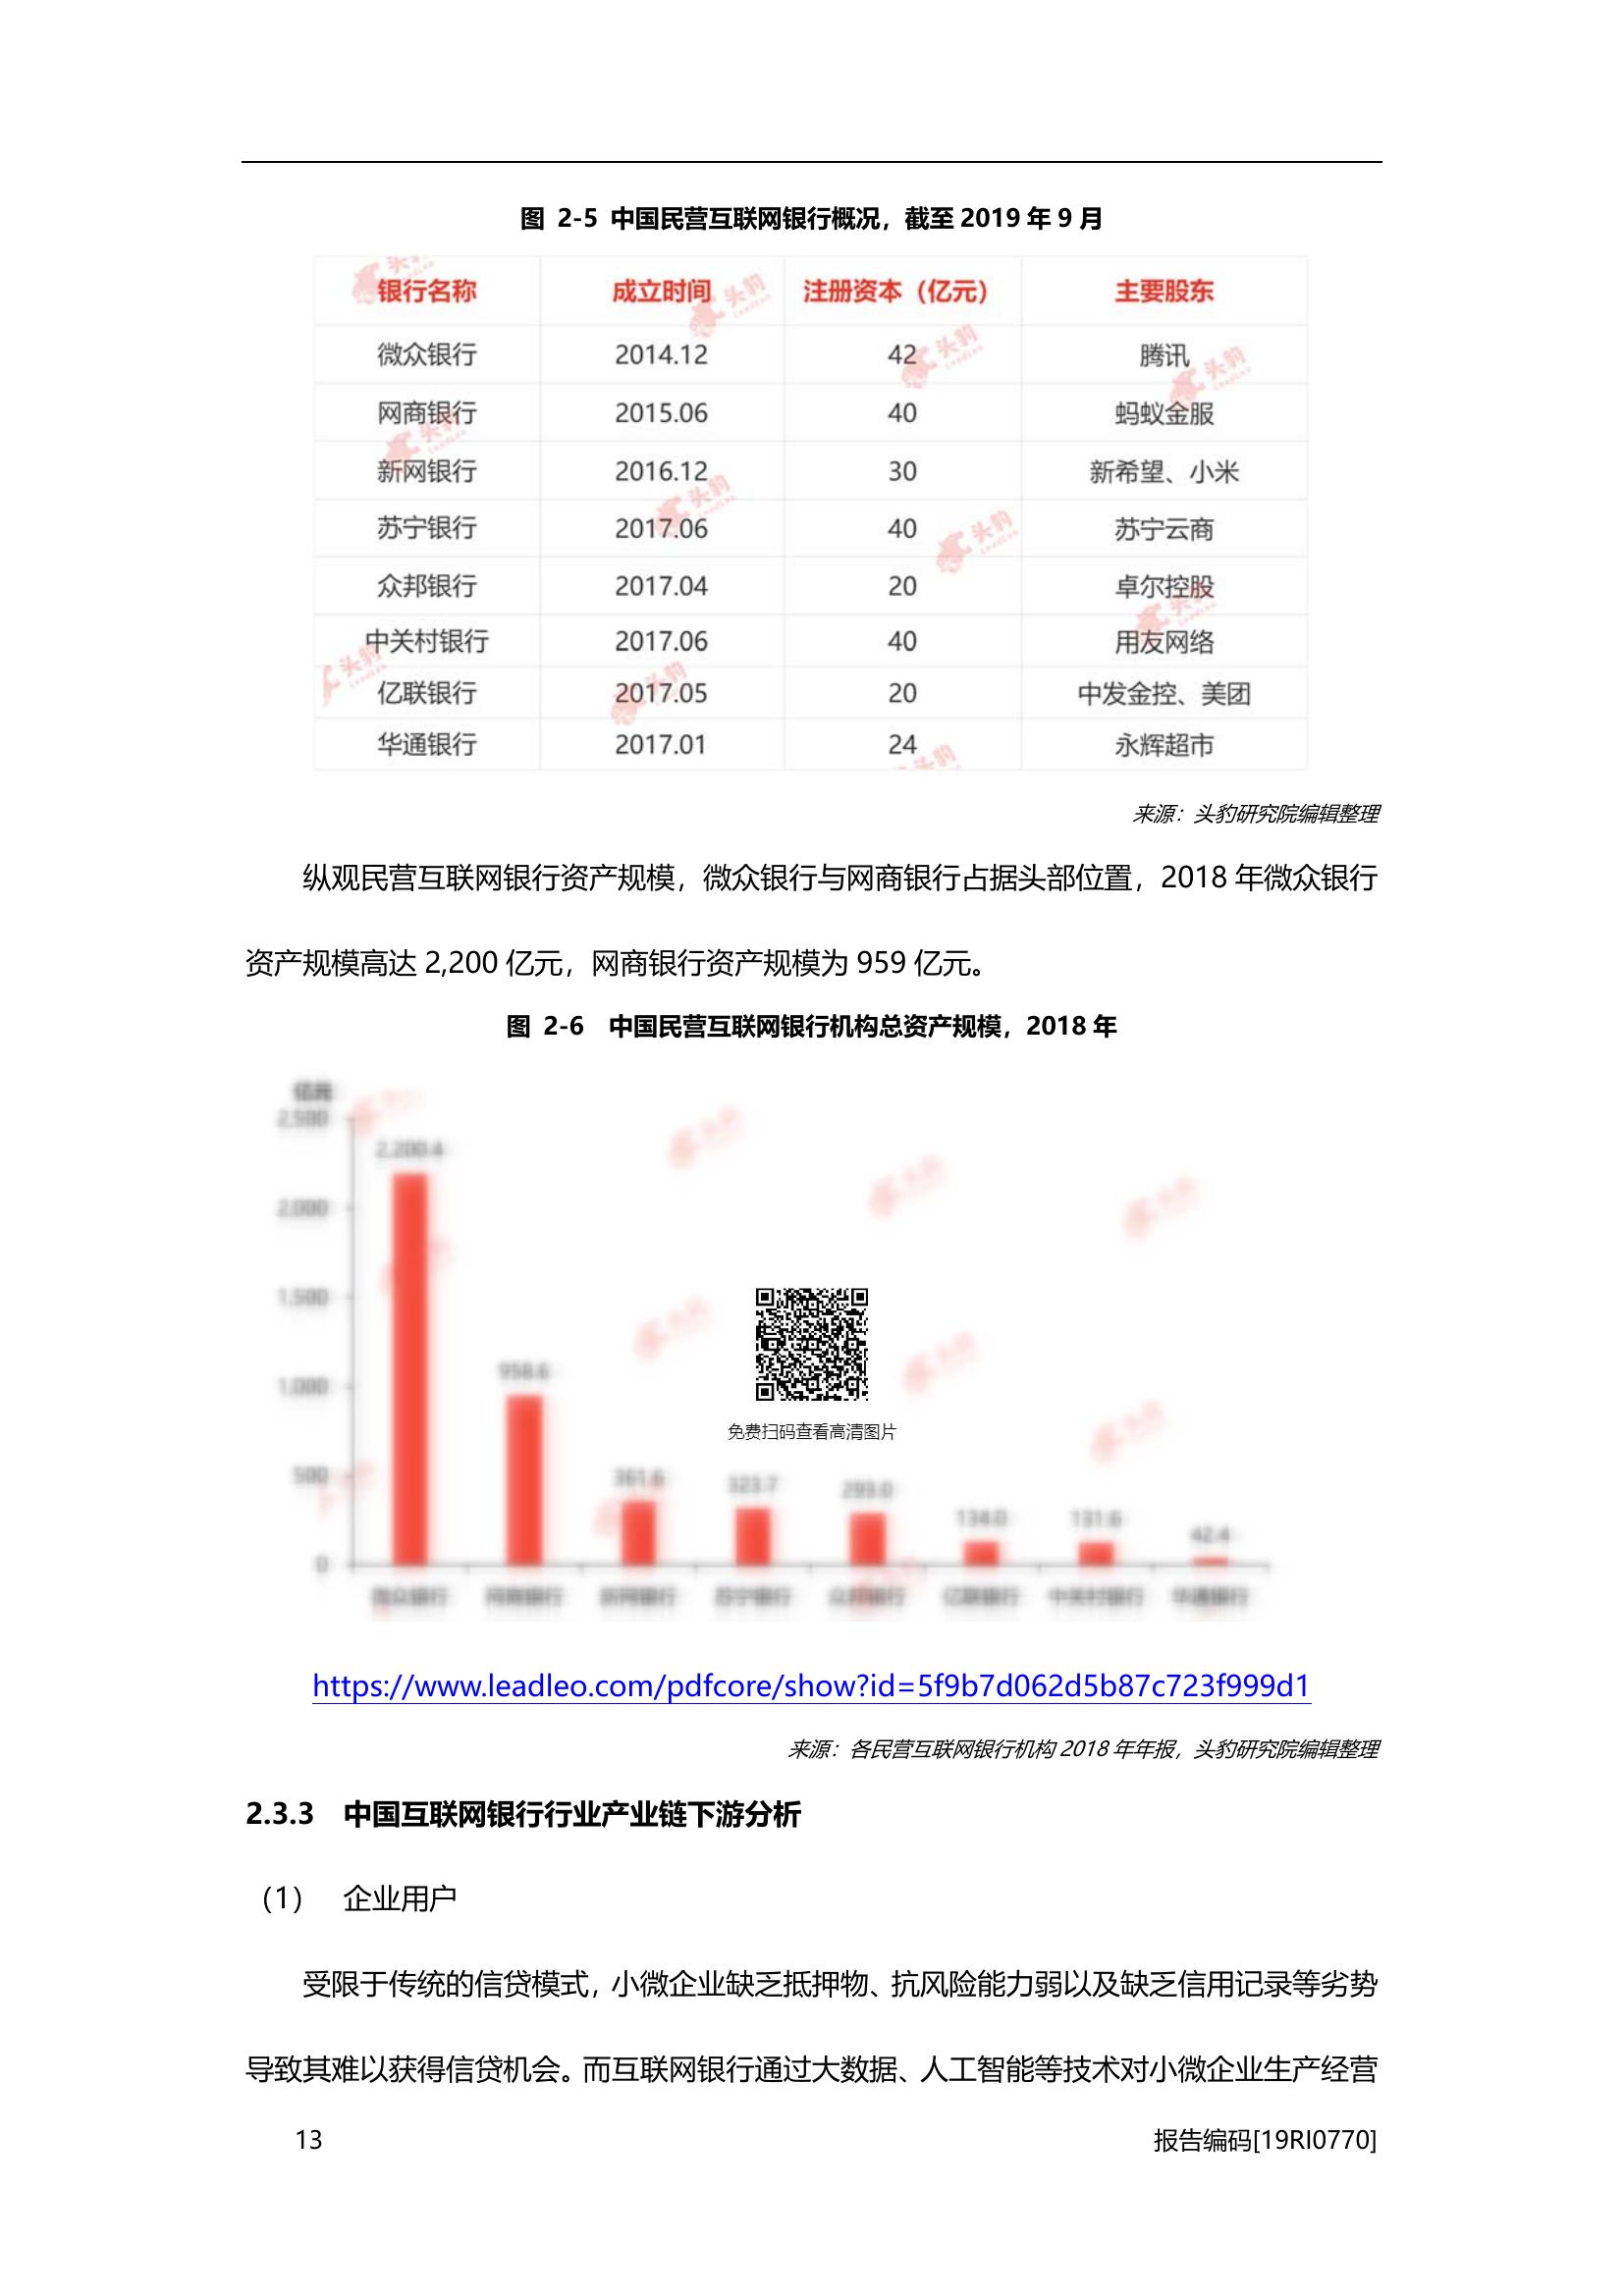 图 2-5 中国民营互联网银行概况，截至 2019 年 9 月
银行名称 成立时间 注册资本（亿元） 主要股东
微众银行 2014.12 42 腾讯
网商银行 2015.06 40 蚂蚁金服
新网银行 2016.12 30 新希望、小米
苏宁银行 2017.06 40 苏宁云商
众邦银行 2017.04 20 卓尔控股
中关村银行 2017.06 40 用友网络
亿联银行 2017.05 20 中发金控、美团
华通银行 2017.01 24 永辉超市
来源：头豹研究院编辑整理
纵观民营互联网银行资产规模，微众银行与网商银行占据头部位置，2018 年微众银行
资产规模高达 2,200 亿元，网商银行资产规模为 959 亿元。
图 2-6 中国民营互联网银行机构总资产规模，2018 年
亿元
2,500
2,200.4
2,000
1,500
1,000
958.6
500
361.6 323.7 293.0 134.0 131.6 42.4
0
微众银行 网商银行 新网银行 苏宁银行 众邦银行 亿联银行 中关村银行 华通银行
免费扫码查看高清图片
https://www.leadleo.com/pdfcore/show?id=5f9b7d062d5b87c723f999d1
来源：各民营互联网银行机构 2018 年年报，头豹研究院编辑整理
2.3.3 中国互联网银行行业产业链下游分析
（1） 企业用户
受限于传统的信贷模式，小微企业缺乏抵押物、抗风险能力弱以及缺乏信用记录等劣势
导致其难以获得信贷机会。而互联网银行通过大数据、人工智能等技术对小微企业生产经营
13 报告编码[19RI0770]